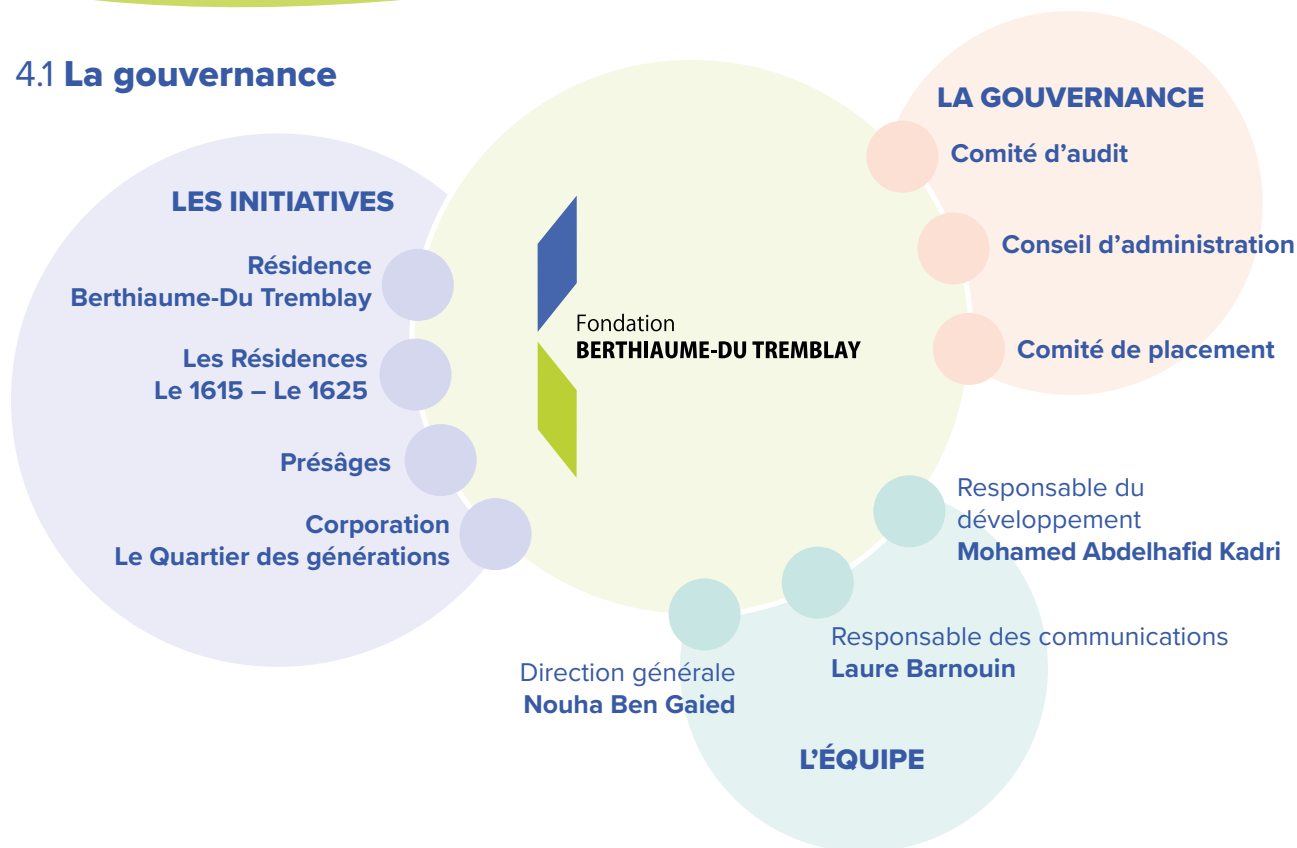 4.1 La gouvernance
LES INITIATIVES
Résidence
Berthiaume-Du Tremblay
Les Résidences
Le 1615 – Le 1625
Présâges
Corporation
Le Quartier des générations
Fondation
BERTHIAUME-DU TREMBLAY
LA GOUVERNANCE
Comité d’audit
Conseil d’administration
Comité de placement
Responsable du
développement
Mohamed Abdelhafid Kadri
Responsable des communications
Laure Barnouin
Direction générale
Nouha Ben Gaied
L’ÉQUIPE